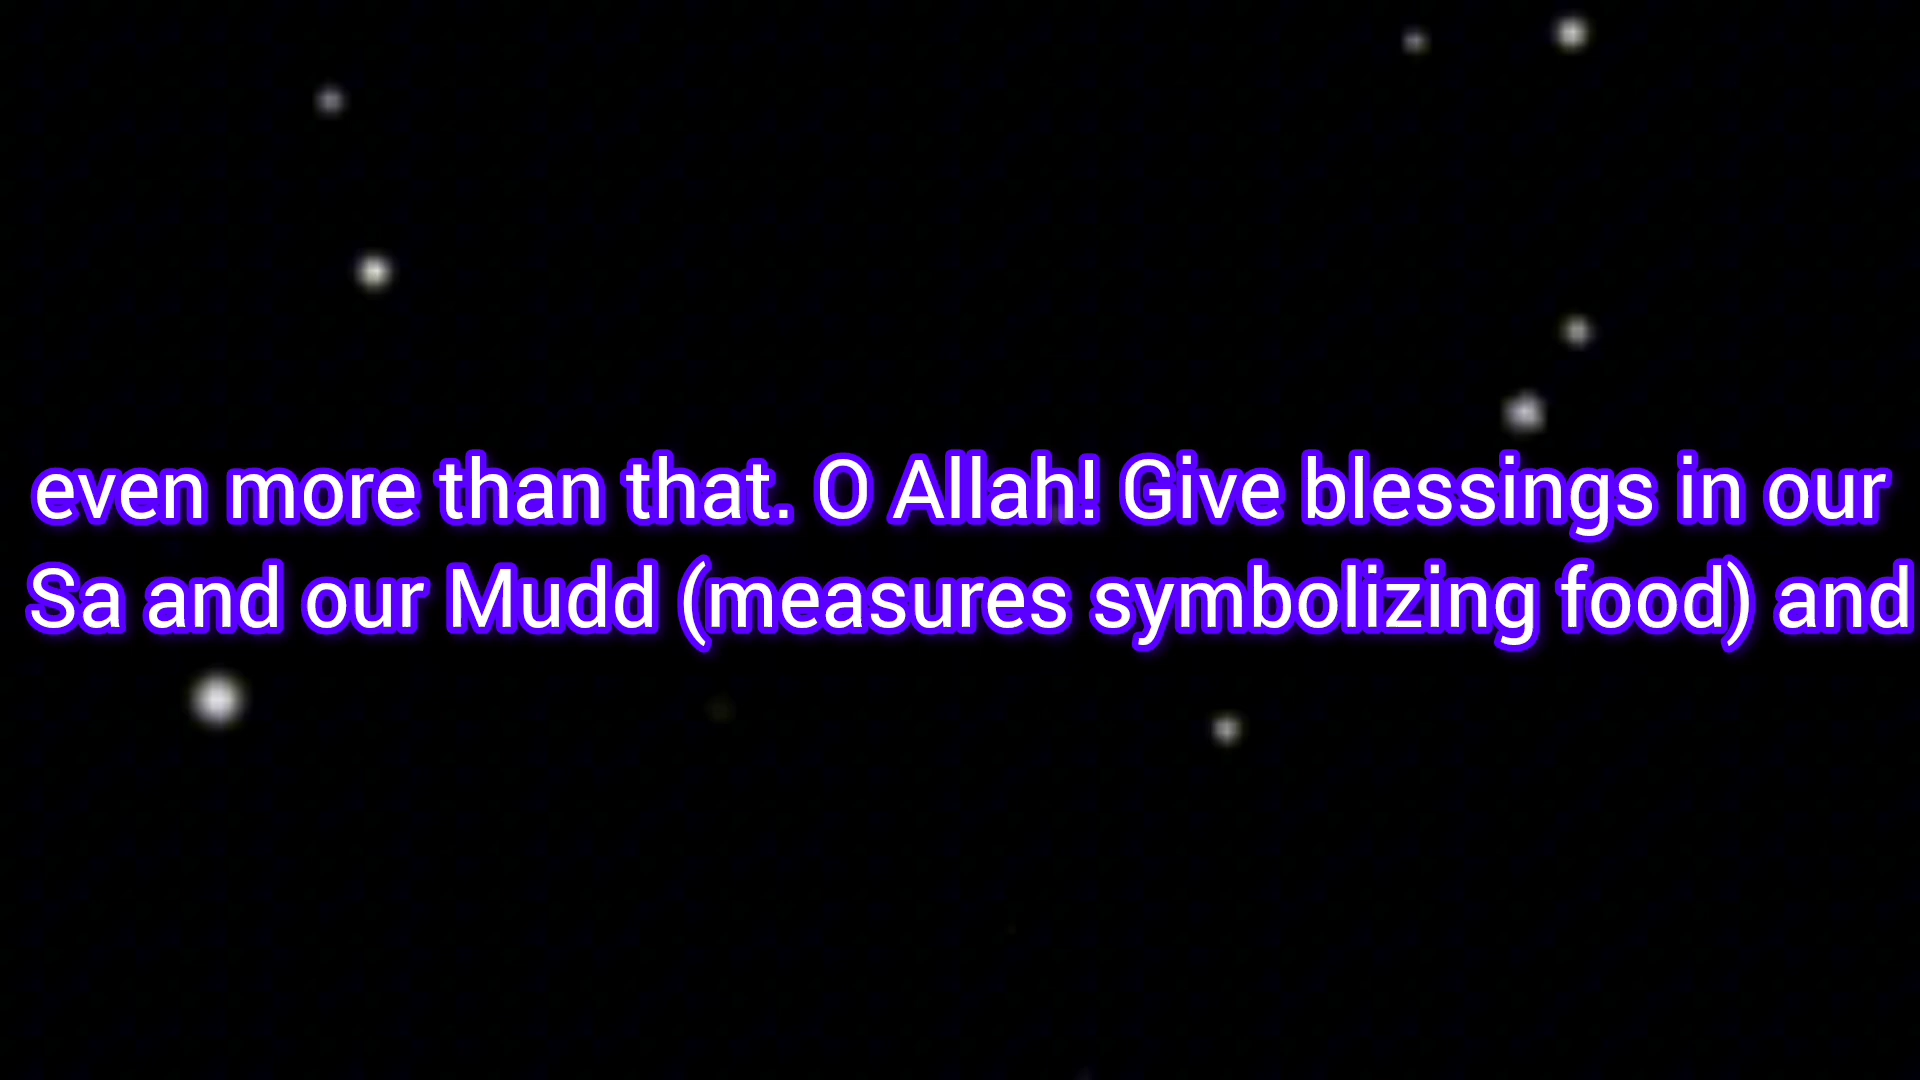 even more than that. O Allah! Give blessings in our
Sa and our Mudd (measures symbolizing food) and